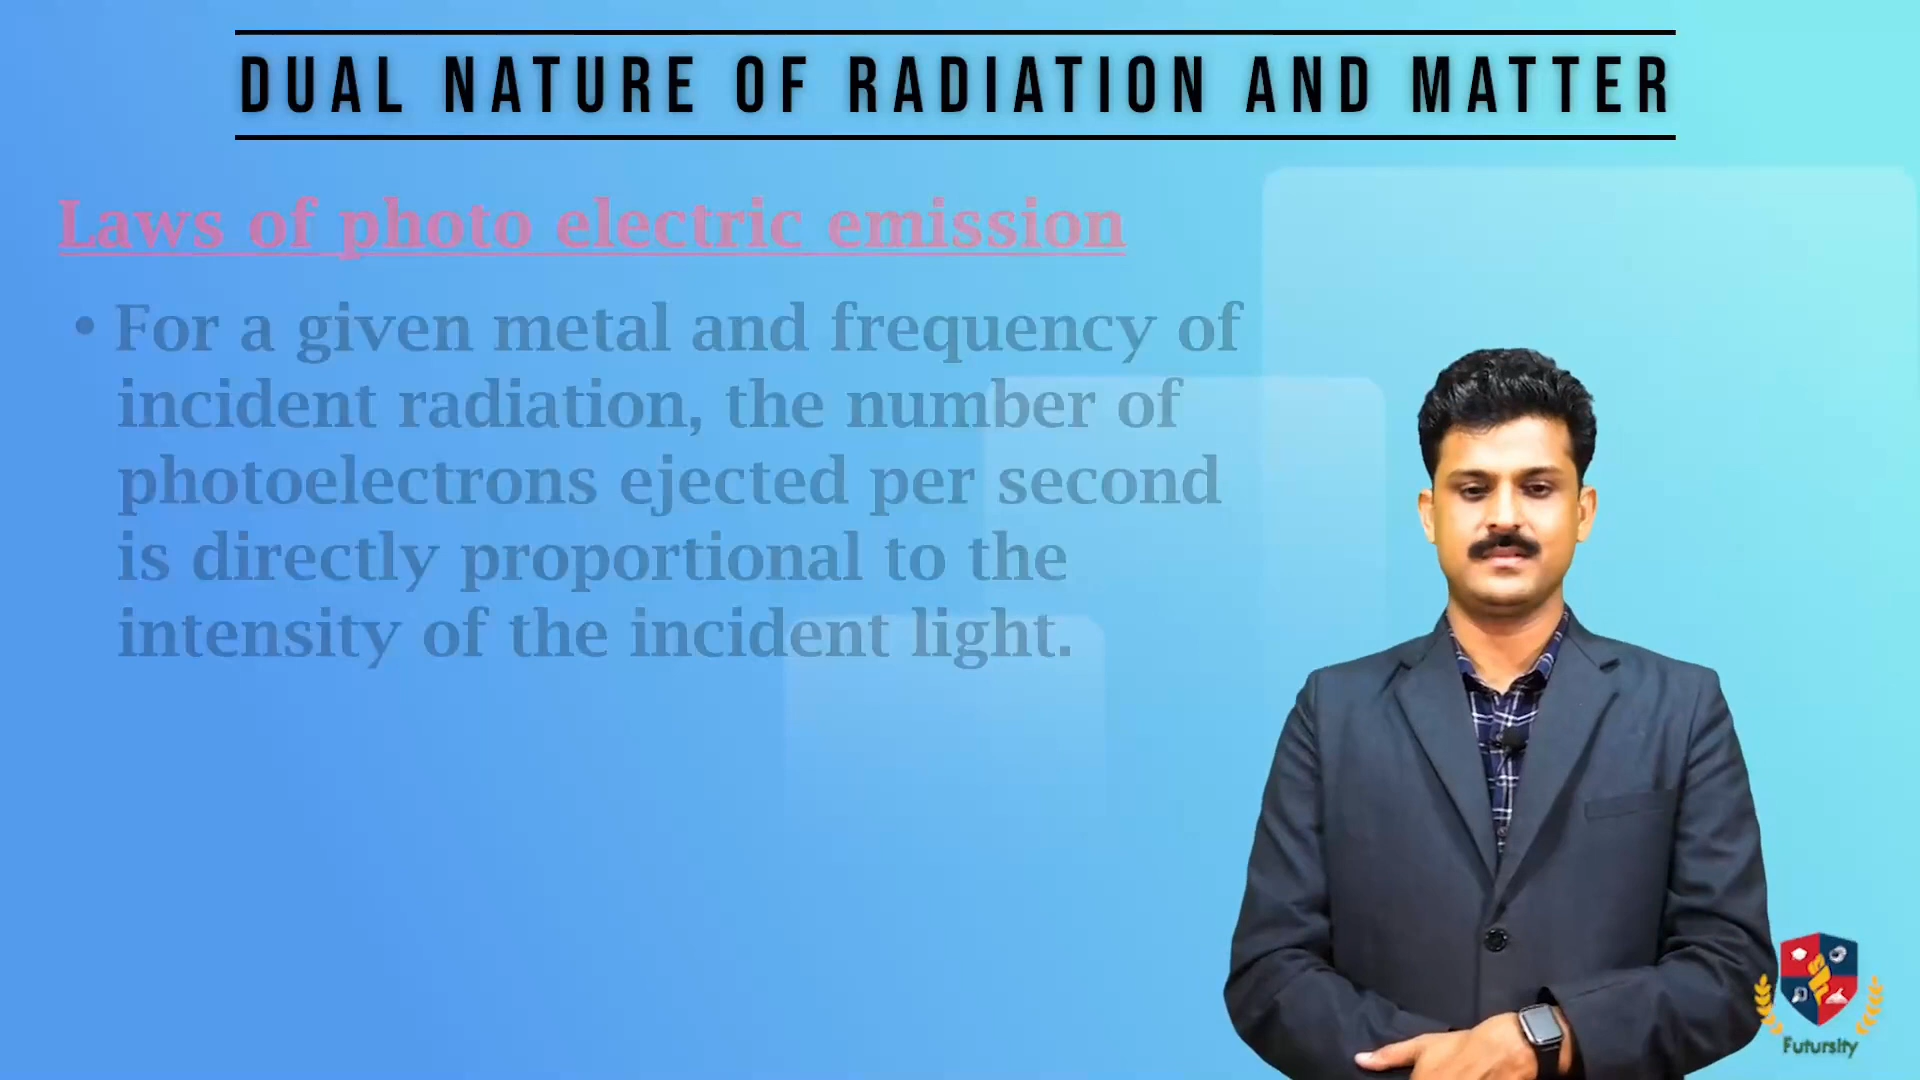 DUAL NATURE OF RADIATION AND MATTER
Laws of photo electric emission
• For a given metal and frequency of
incident radiation, the number of
photoelectrons ejected per second
is directly proportional to the
intensity of the incident light.
Futursity